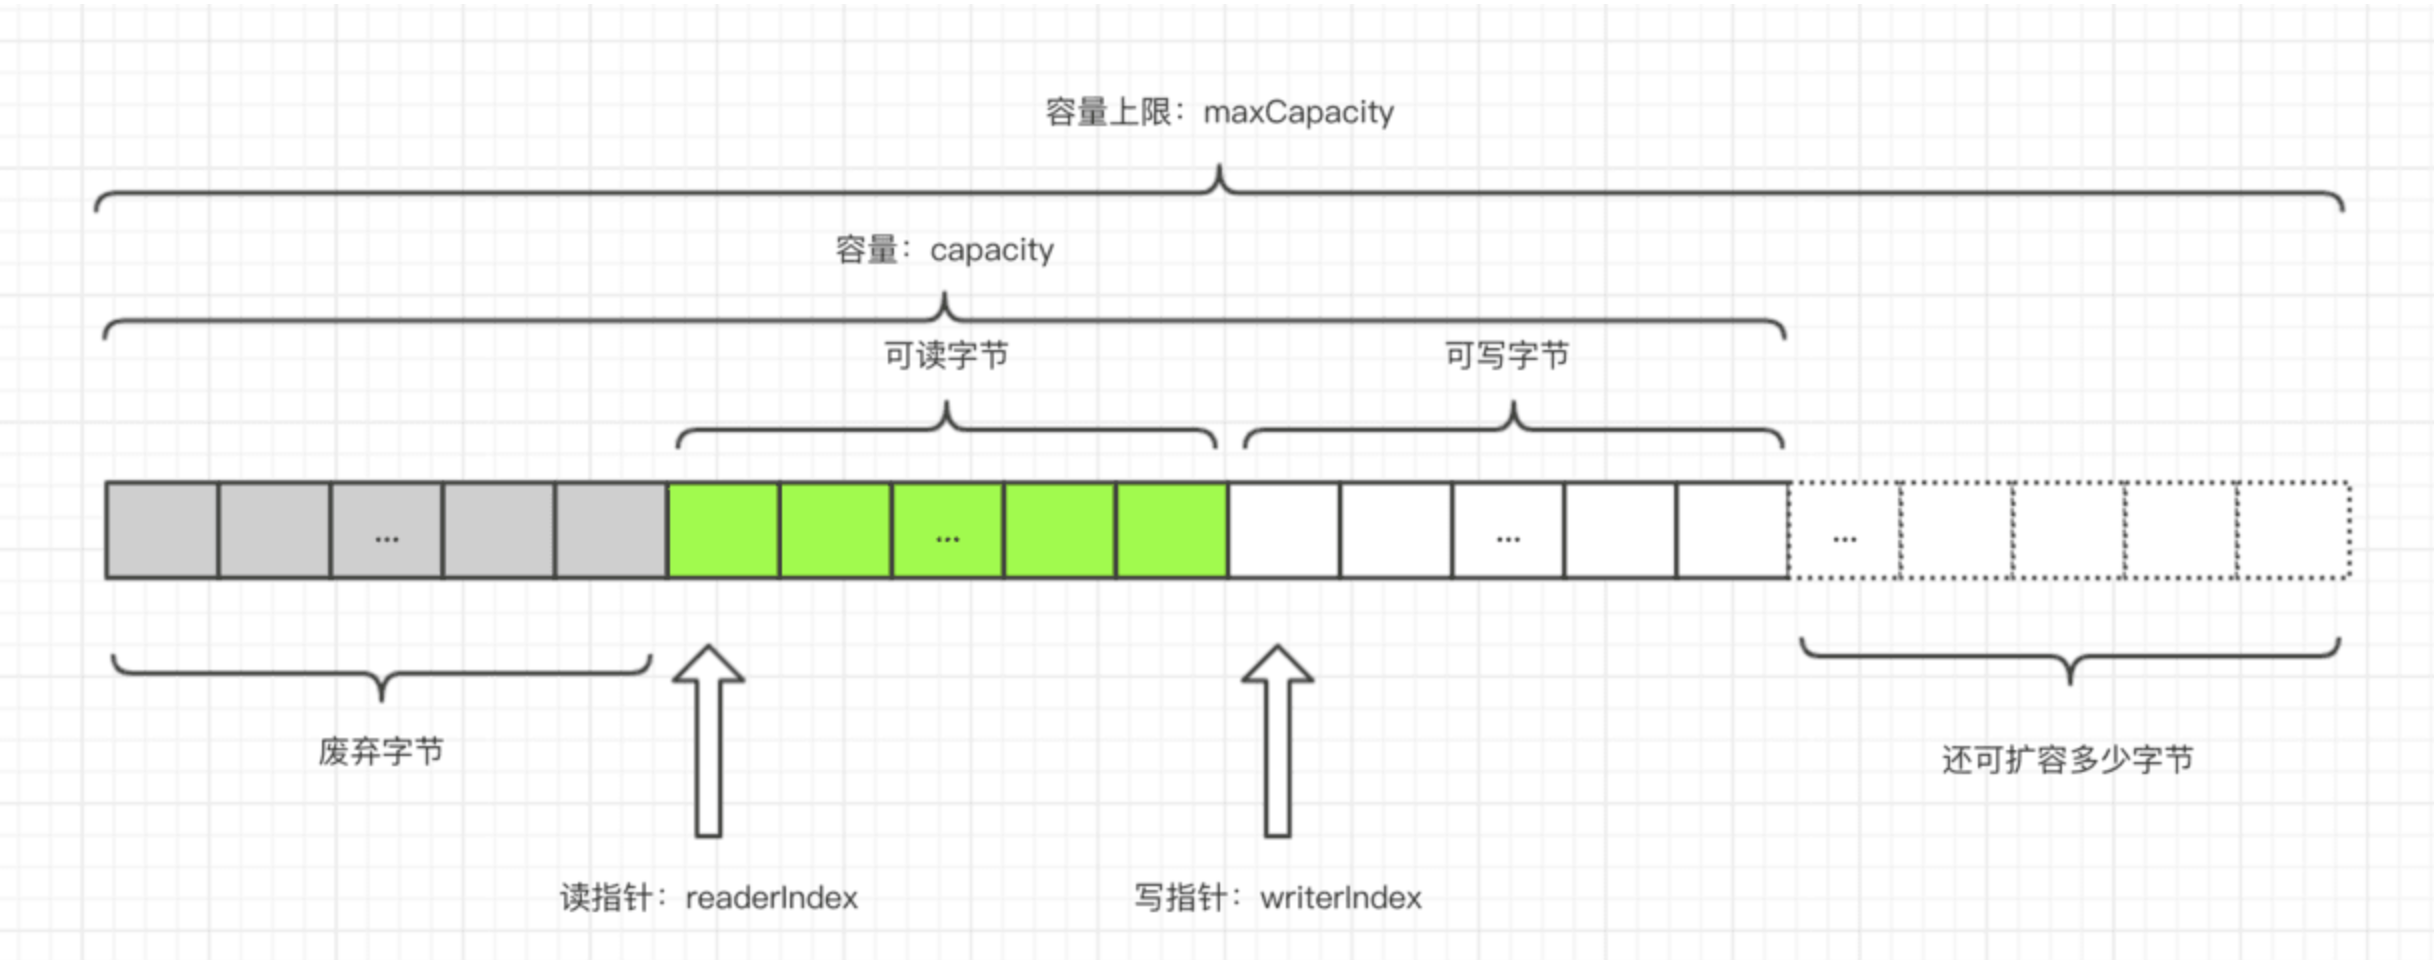 容量上限：maxCapacity
容量：capacity
可读字节
可写字节
...
...
...
...
废弃字节
还可扩容多少字节
读指针：readerIndex
写指针：writerIndex